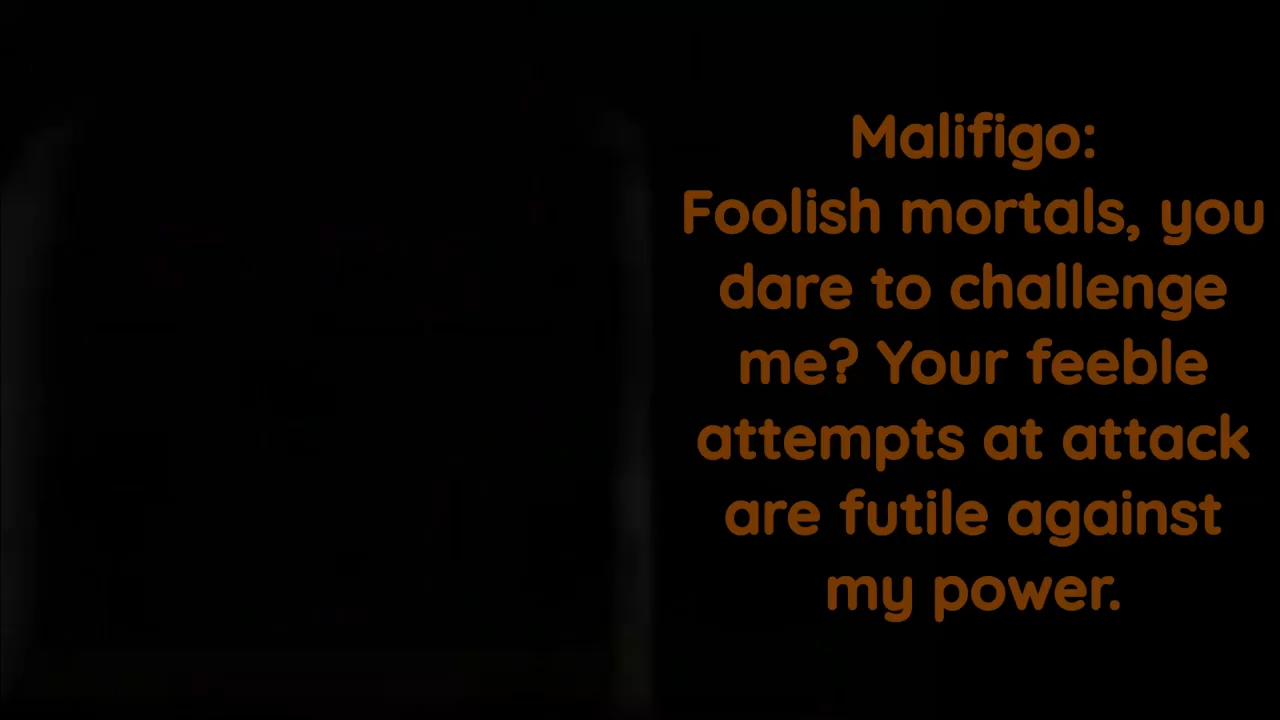 Malifigo:
Foolish mortals, you
dare to challenge
me? Your feeble
attempts at attack
are futile against
my power.